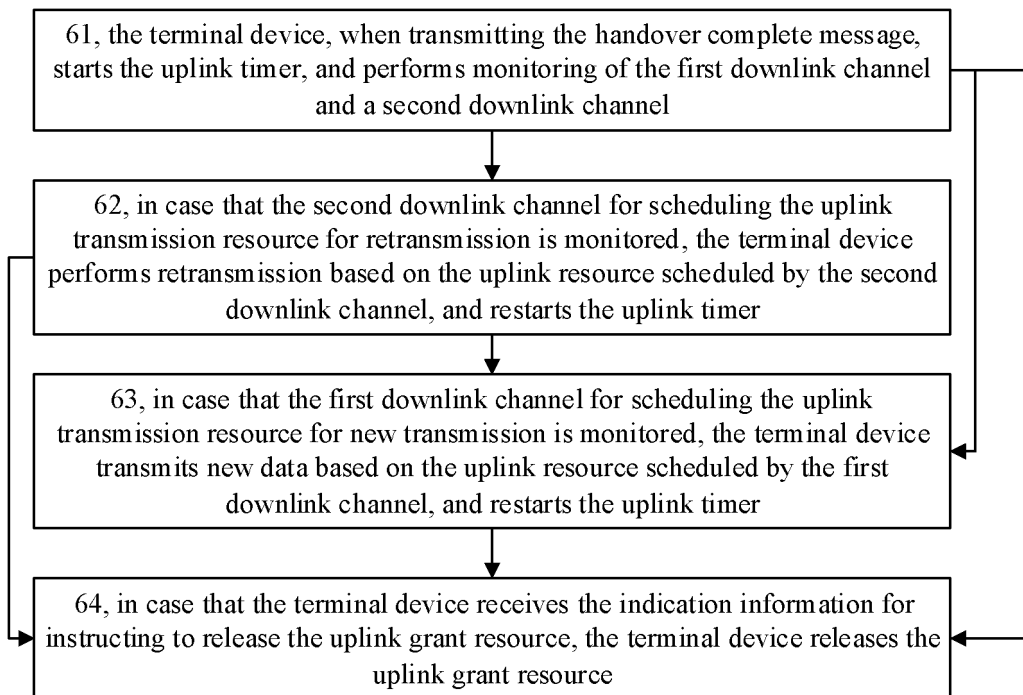 61, the terminal device, when transmitting the handover complete message,
starts the uplink timer, and performs monitoring of the first downlink channel
and a second downlink channel
62, in case that the second downlink channel for scheduling the uplink
transmission resource for retransmission is monitored, the terminal device
performs retransmission based on the uplink resource scheduled by the second
downlink channel, and restarts the uplink timer
63, in case that the first downlink channel for scheduling the uplink
transmission resource for new transmission is monitored, the terminal device
transmits new data based on the uplink resource scheduled by the first
downlink channel, and restarts the uplink timer
64, in case that the terminal device receives the indication information for
instructing to release the uplink grant resource, the terminal device releases the
uplink grant resource